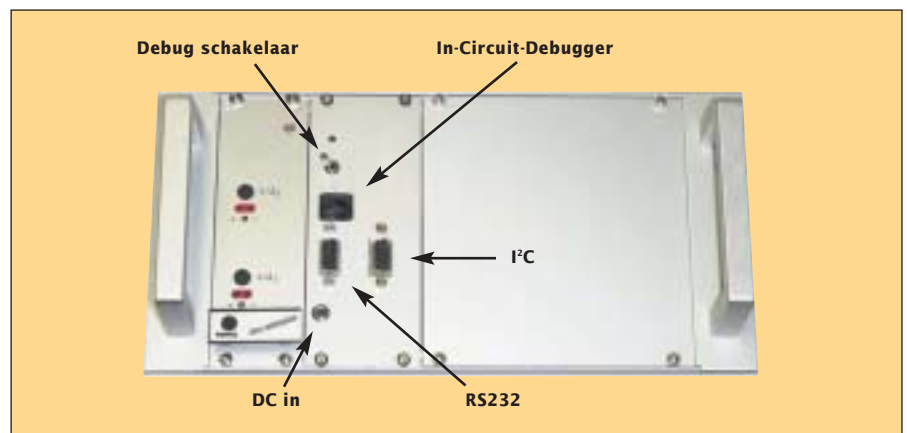 Debug schakelaar
In-Circuit-Debugger
I²C
DC in
RS232